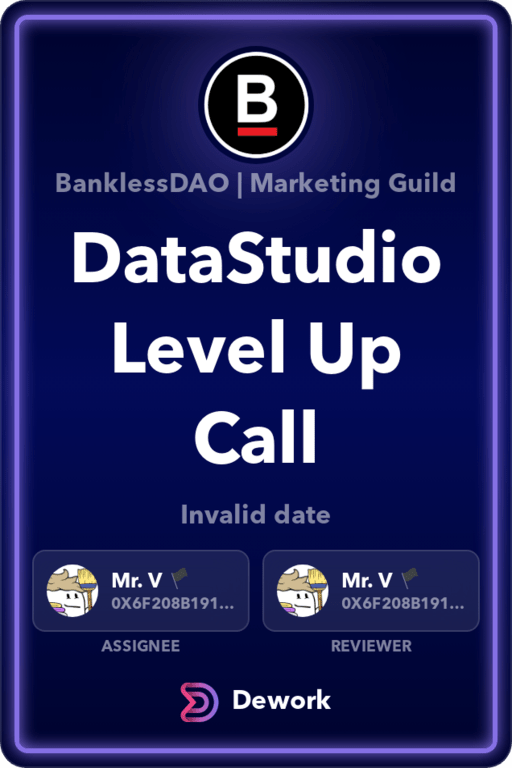 B
BanklessDAO | Marketing Guild
DataStudio
Level Up
Call
Invalid date
Mr. V 🏴
0X6F208B191...
ASSIGNEE
Mr. V 🏴
0X6F208B191...
REVIEWER
Dework